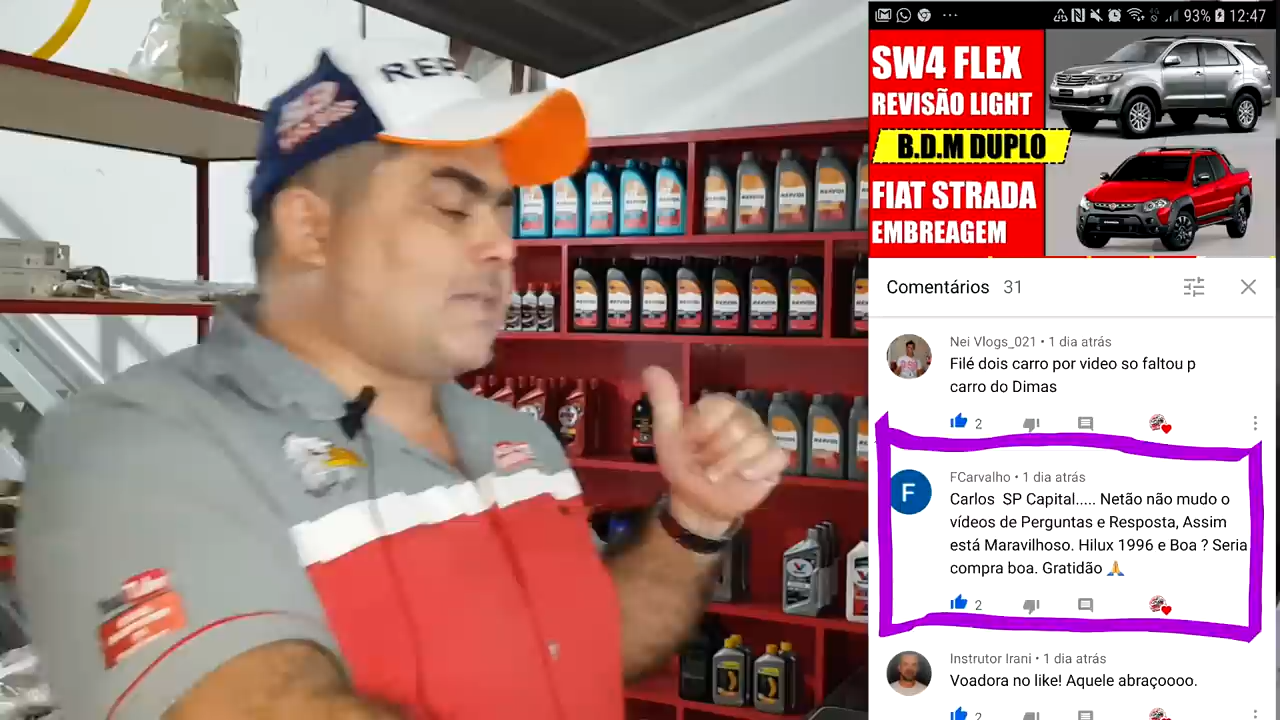 REP
93% 12:47
SW4 FLEX
REVISÃO LIGHT
B.D.M DUPLO
FIAT STRADA
EMBREAGEM
Comentários 31
Nei Vlogs_021 • 1 dia atrás
Filé dois carro por video so faltou p
carro do Dimas
2
F
FCarvalho • 1 dia atrás
Carlos SP Capital..... Netão não mudo o
vídeos de Perguntas e Resposta, Assim
está Maravilhoso. Hilux 1996 e Boa ? Seria
compra boa. Gratidão 🙏
2
Instrutor Irani • 1 dia atrás
Voadora no like! Aquele abraçoooo.
2